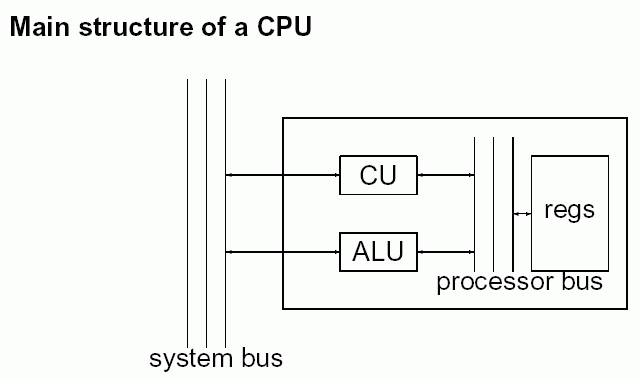 Main structure of a CPU
CU
regs
ALU
processor bus
system bus